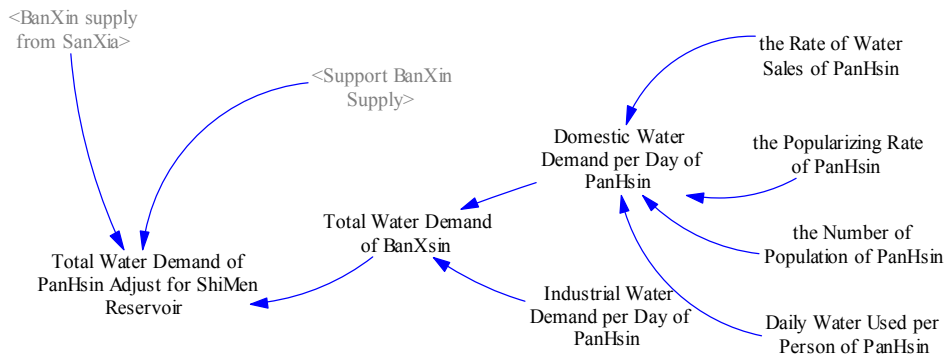 <BanXin supply
from SanXia>
<Support BanXin
Supply>
the Rate of Water
Sales of PanHsin
Domestic Water
Demand per Day of
PanHsin
the Popularizing Rate
of PanHsin
Total Water Demand
of BanXsin
the Number of
Population of PanHsin
Total Water Demand of
PanHsin Adjust for ShiMen
Reservoir
Industrial Water
Demand per Day of
PanHsin
Daily Water Used per
Person of PanHsin